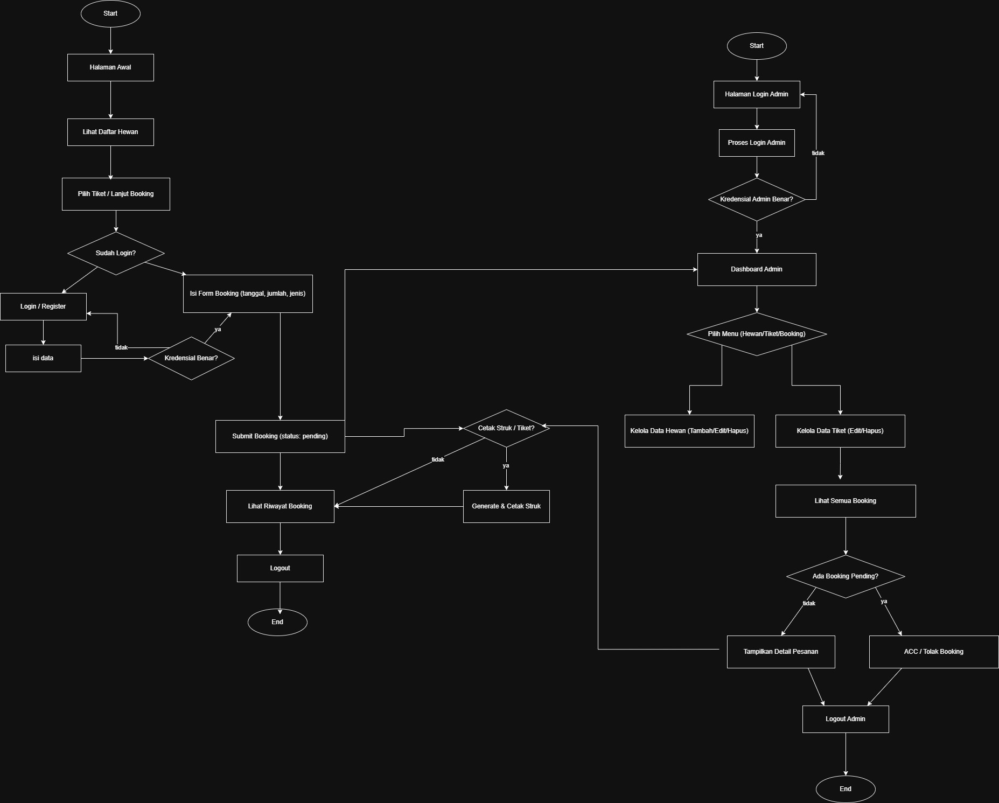 Start
Halaman Awal
Lihat Daftar Hewan
Pilih Tiket / Lanjut Booking
Sudah Login?
Login / Register
Isi Form Booking (tanggal, jumlah, jenis)
ya
tidak
isi data
Kredensial Benar?
Submit Booking (status: pending)
Cetak Struk / Tiket?
tidak
ya
Lihat Riwayat Booking
Generate & Cetak Struk
Logout
End
Start
Halaman Login Admin
Proses Login Admin
tidak
Kredensial Admin Benar?
ya
Dashboard Admin
Pilih Menu (Hewan/Tiket/Booking)
Kelola Data Hewan (Tambah/Edit/Hapus)
Kelola Data Tiket (Edit/Hapus)
Lihat Semua Booking
Ada Booking Pending?
tidak
ya
Tampilkan Detail Pesanan
ACC / Tolak Booking
Logout Admin
End